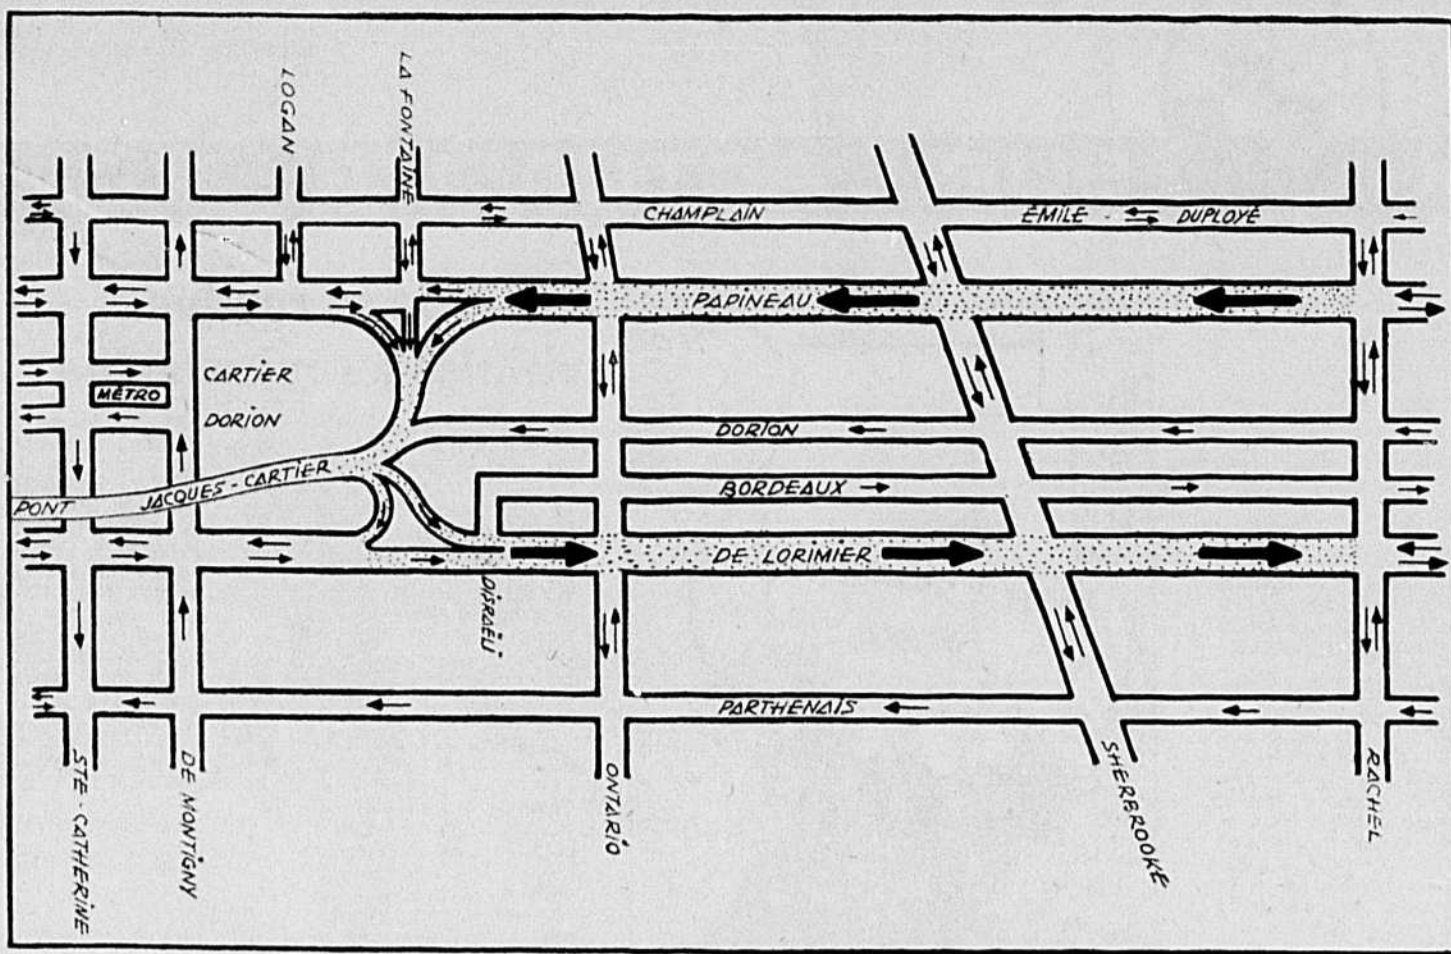 LOGAN
LA FONTAINE
CHAMPLAIN
ÉMILE DUPLOYÉ
PAPINEAU
CARTIER
MÉTRO
DORION
DORION
PONT JACQUES-CARTIER
BORDEAUX
DE LORIMIER
DISRAËLI
PARTHENAIS
STE-CATHERINE
DE MONTIGNY
ONTARIO
SHERBROOKE
RACHEL